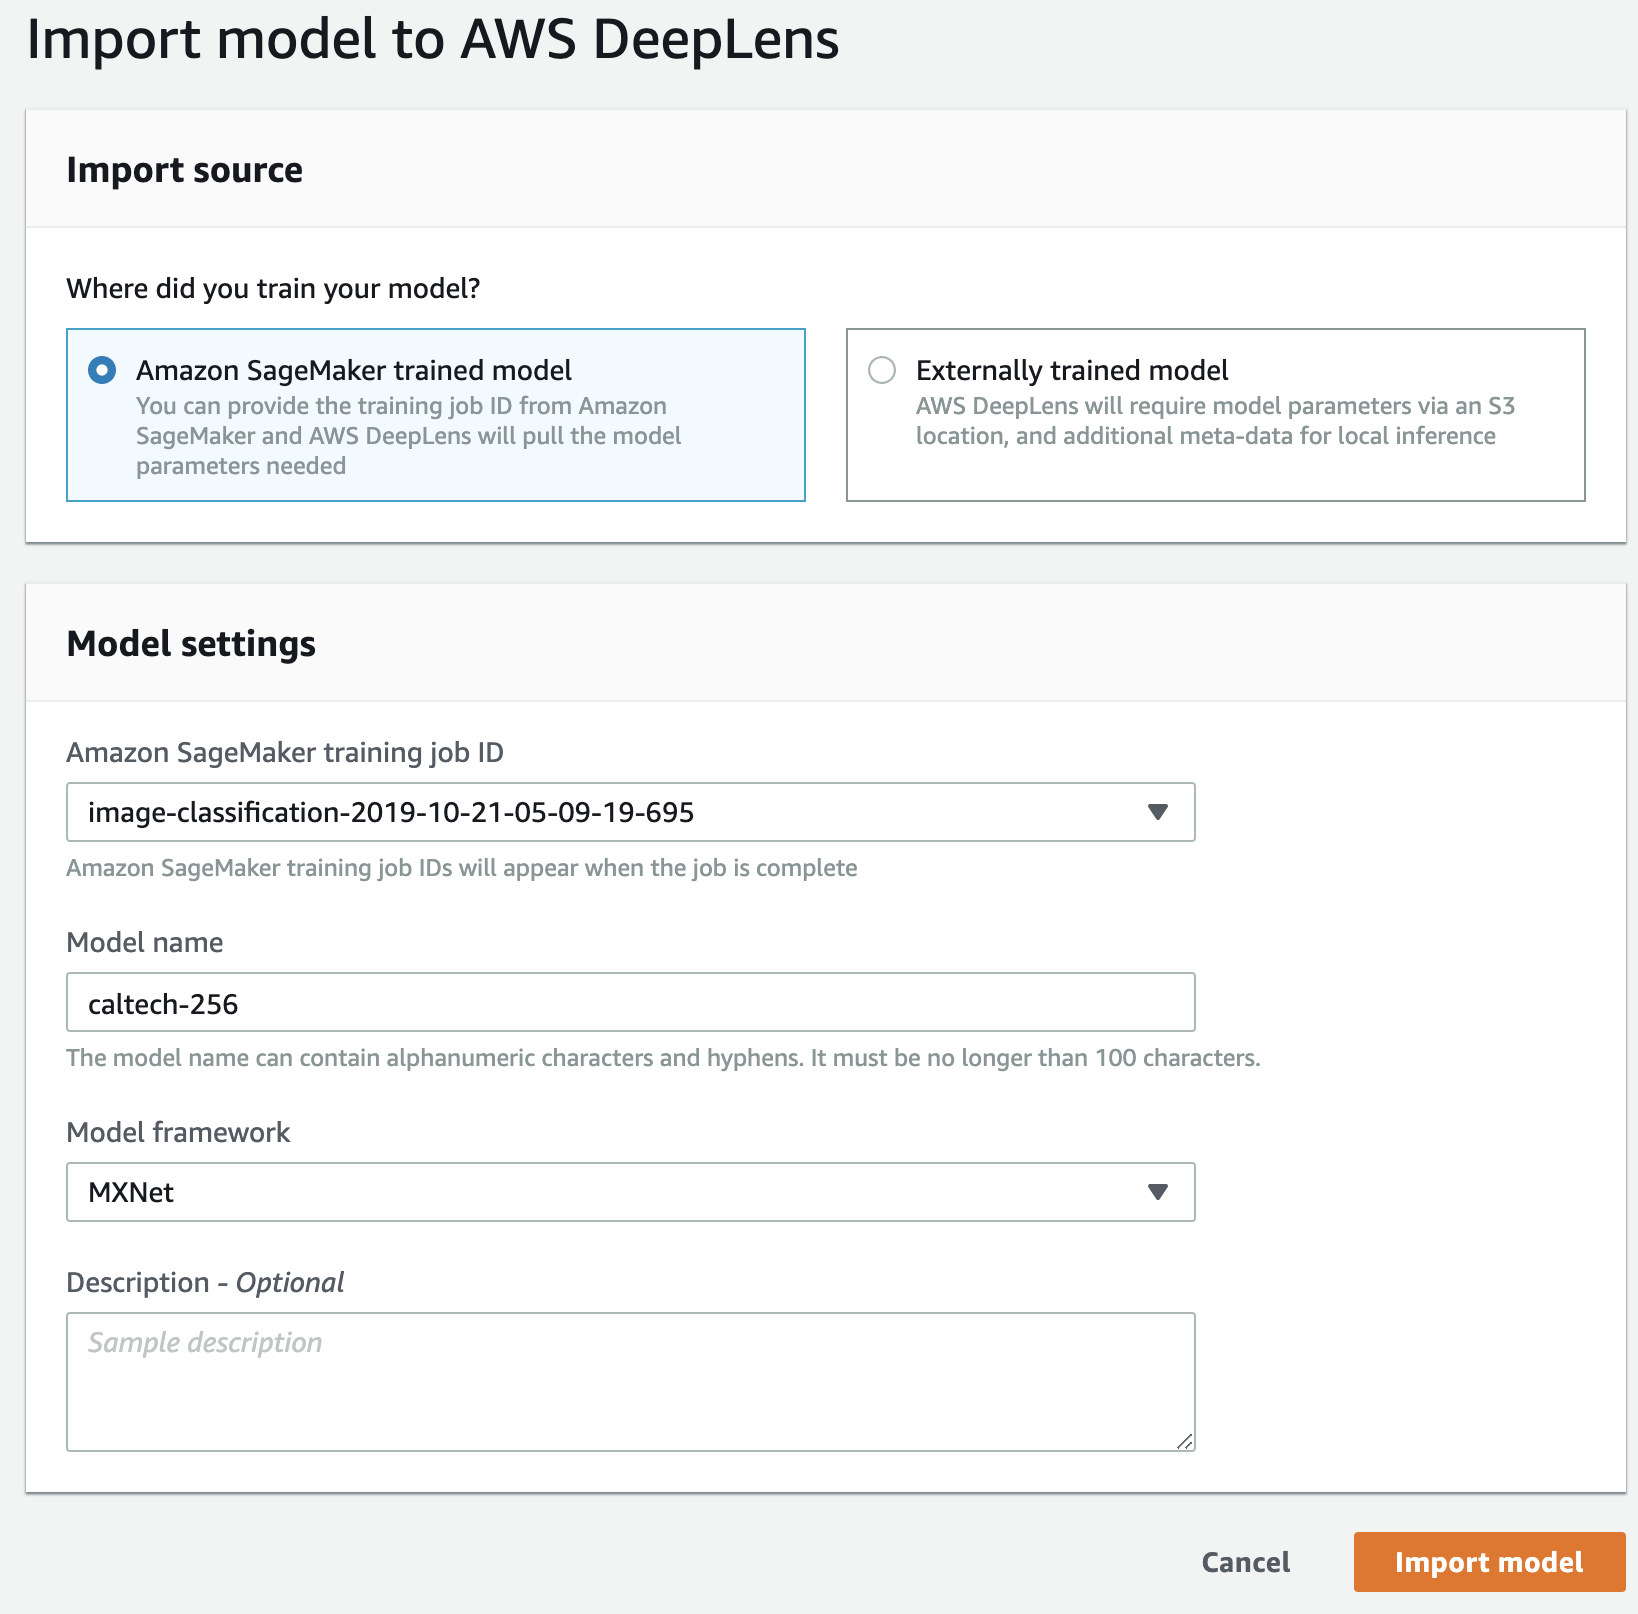 Import model to AWS DeepLens
Import source
Where did you train your model?
Amazon SageMaker trained model
You can provide the training job ID from Amazon
SageMaker and AWS DeepLens will pull the model
parameters needed
Externally trained model
AWS DeepLens will require model parameters via an S3
location, and additional meta-data for local inference
Model settings
Amazon SageMaker training job ID
image-classification-2019-10-21-05-09-19-695
Amazon SageMaker training job IDs will appear when the job is complete
Model name
caltech-256
The model name can contain alphanumeric characters and hyphens. It must be no longer than 100 characters.
Model framework
MXNet
Description - Optional
Sample description
Cancel
Import model